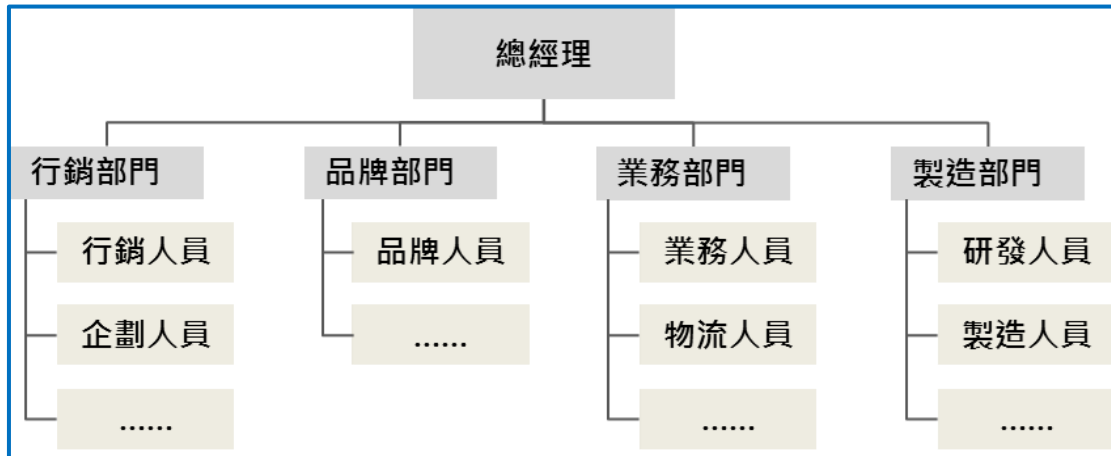 總經理
行銷部門
品牌部門
業務部門
製造部門
行銷人員
品牌人員
業務人員
研發人員
企劃人員
......
物流人員
製造人員
......
......
......